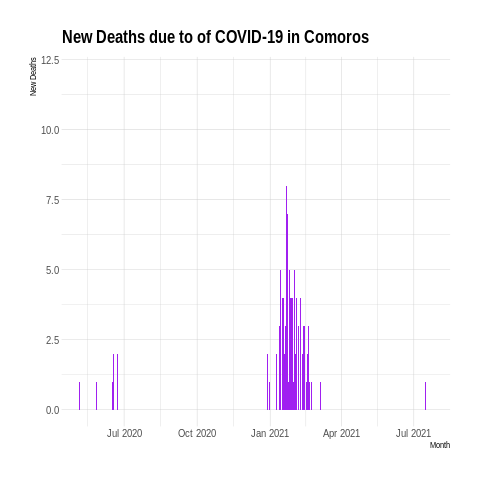 New Deaths due to of COVID-19 in Comoros
New Deaths
12.5
10.0
7.5
5.0
2.5
0.0
Jul 2020 Oct 2020 Jan 2021 Apr 2021 Jul 2021
Month